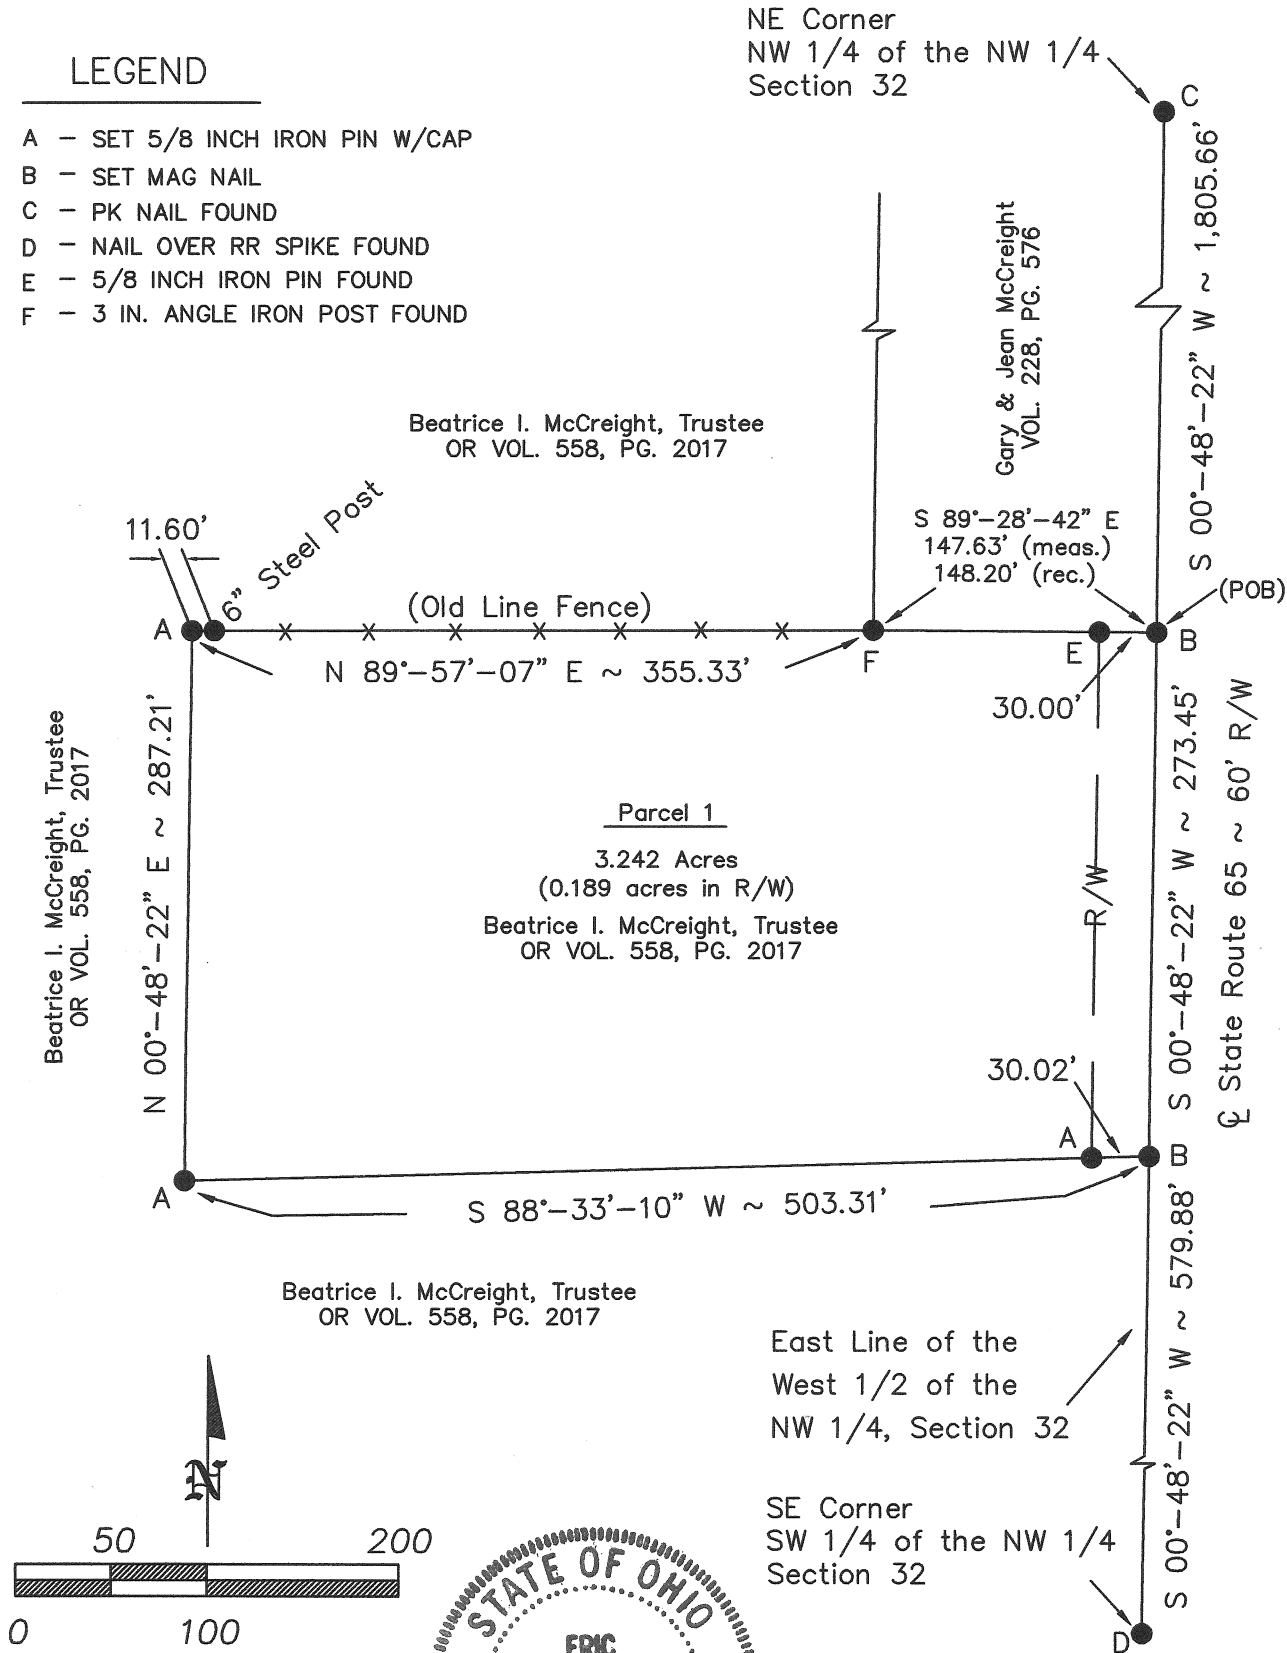 NE Corner
NW 1/4 of the NW 1/4
Section 32
C
LEGEND
A – SET 5/8 INCH IRON PIN W/CAP
B – SET MAG NAIL
C – PK NAIL FOUND
D – NAIL OVER RR SPIKE FOUND
E – 5/8 INCH IRON PIN FOUND
F – 3 IN. ANGLE IRON POST FOUND
S 00°–48'–22" W ~ 1,805.66'
Gary & Jean McCreight
VOL. 228, PG. 576
Beatrice I. McCreight, Trustee
OR VOL. 558, PG. 2017
11.60'
6" Steel Post
S 89°–28'–42" E
147.63' (meas.)
148.20' (rec.)
(POB)
(Old Line Fence)
A
F
E
B
N 89°–57'–07" E ~ 355.33'
30.00'
N 00°–48'–22" E ~ 287.21'
Beatrice I. McCreight, Trustee
OR VOL. 558, PG. 2017
Parcel 1
3.242 Acres
(0.189 acres in R/W)
Beatrice I. McCreight, Trustee
OR VOL. 558, PG. 2017
R/W
S 00°–48'–22" W ~ 273.45'
℄ State Route 65 ~ 60' R/W
30.02'
A
B
A
S 88°–33'–10" W ~ 503.31'
Beatrice I. McCreight, Trustee
OR VOL. 558, PG. 2017
East Line of the
West 1/2 of the
NW 1/4, Section 32
S 00°–48'–22" W ~ 579.88'
N
SE Corner
SW 1/4 of the NW 1/4
Section 32
D
50 200
0 100
STATE OF OHIO
ERIC